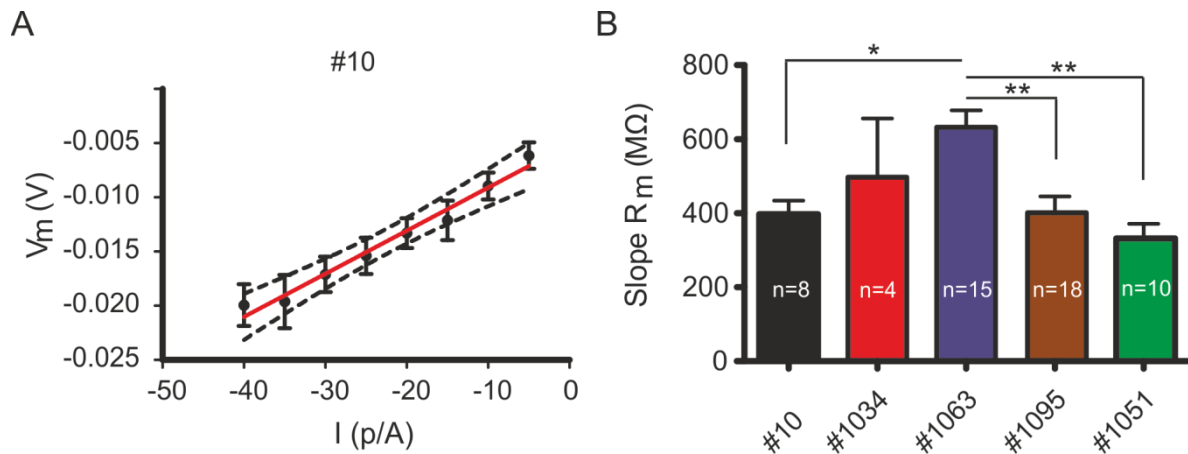 A
#10
-0.005
-0.010
-0.015
-0.020
-0.025
Vm (V)
-50 -40 -30 -20 -10 0
I (p/A)
B
* ** **
800
600
400
200
0
Slope Rm (MΩ)
n=8 n=4 n=15 n=18 n=10
#10 #1034 #1063 #1095 #1051